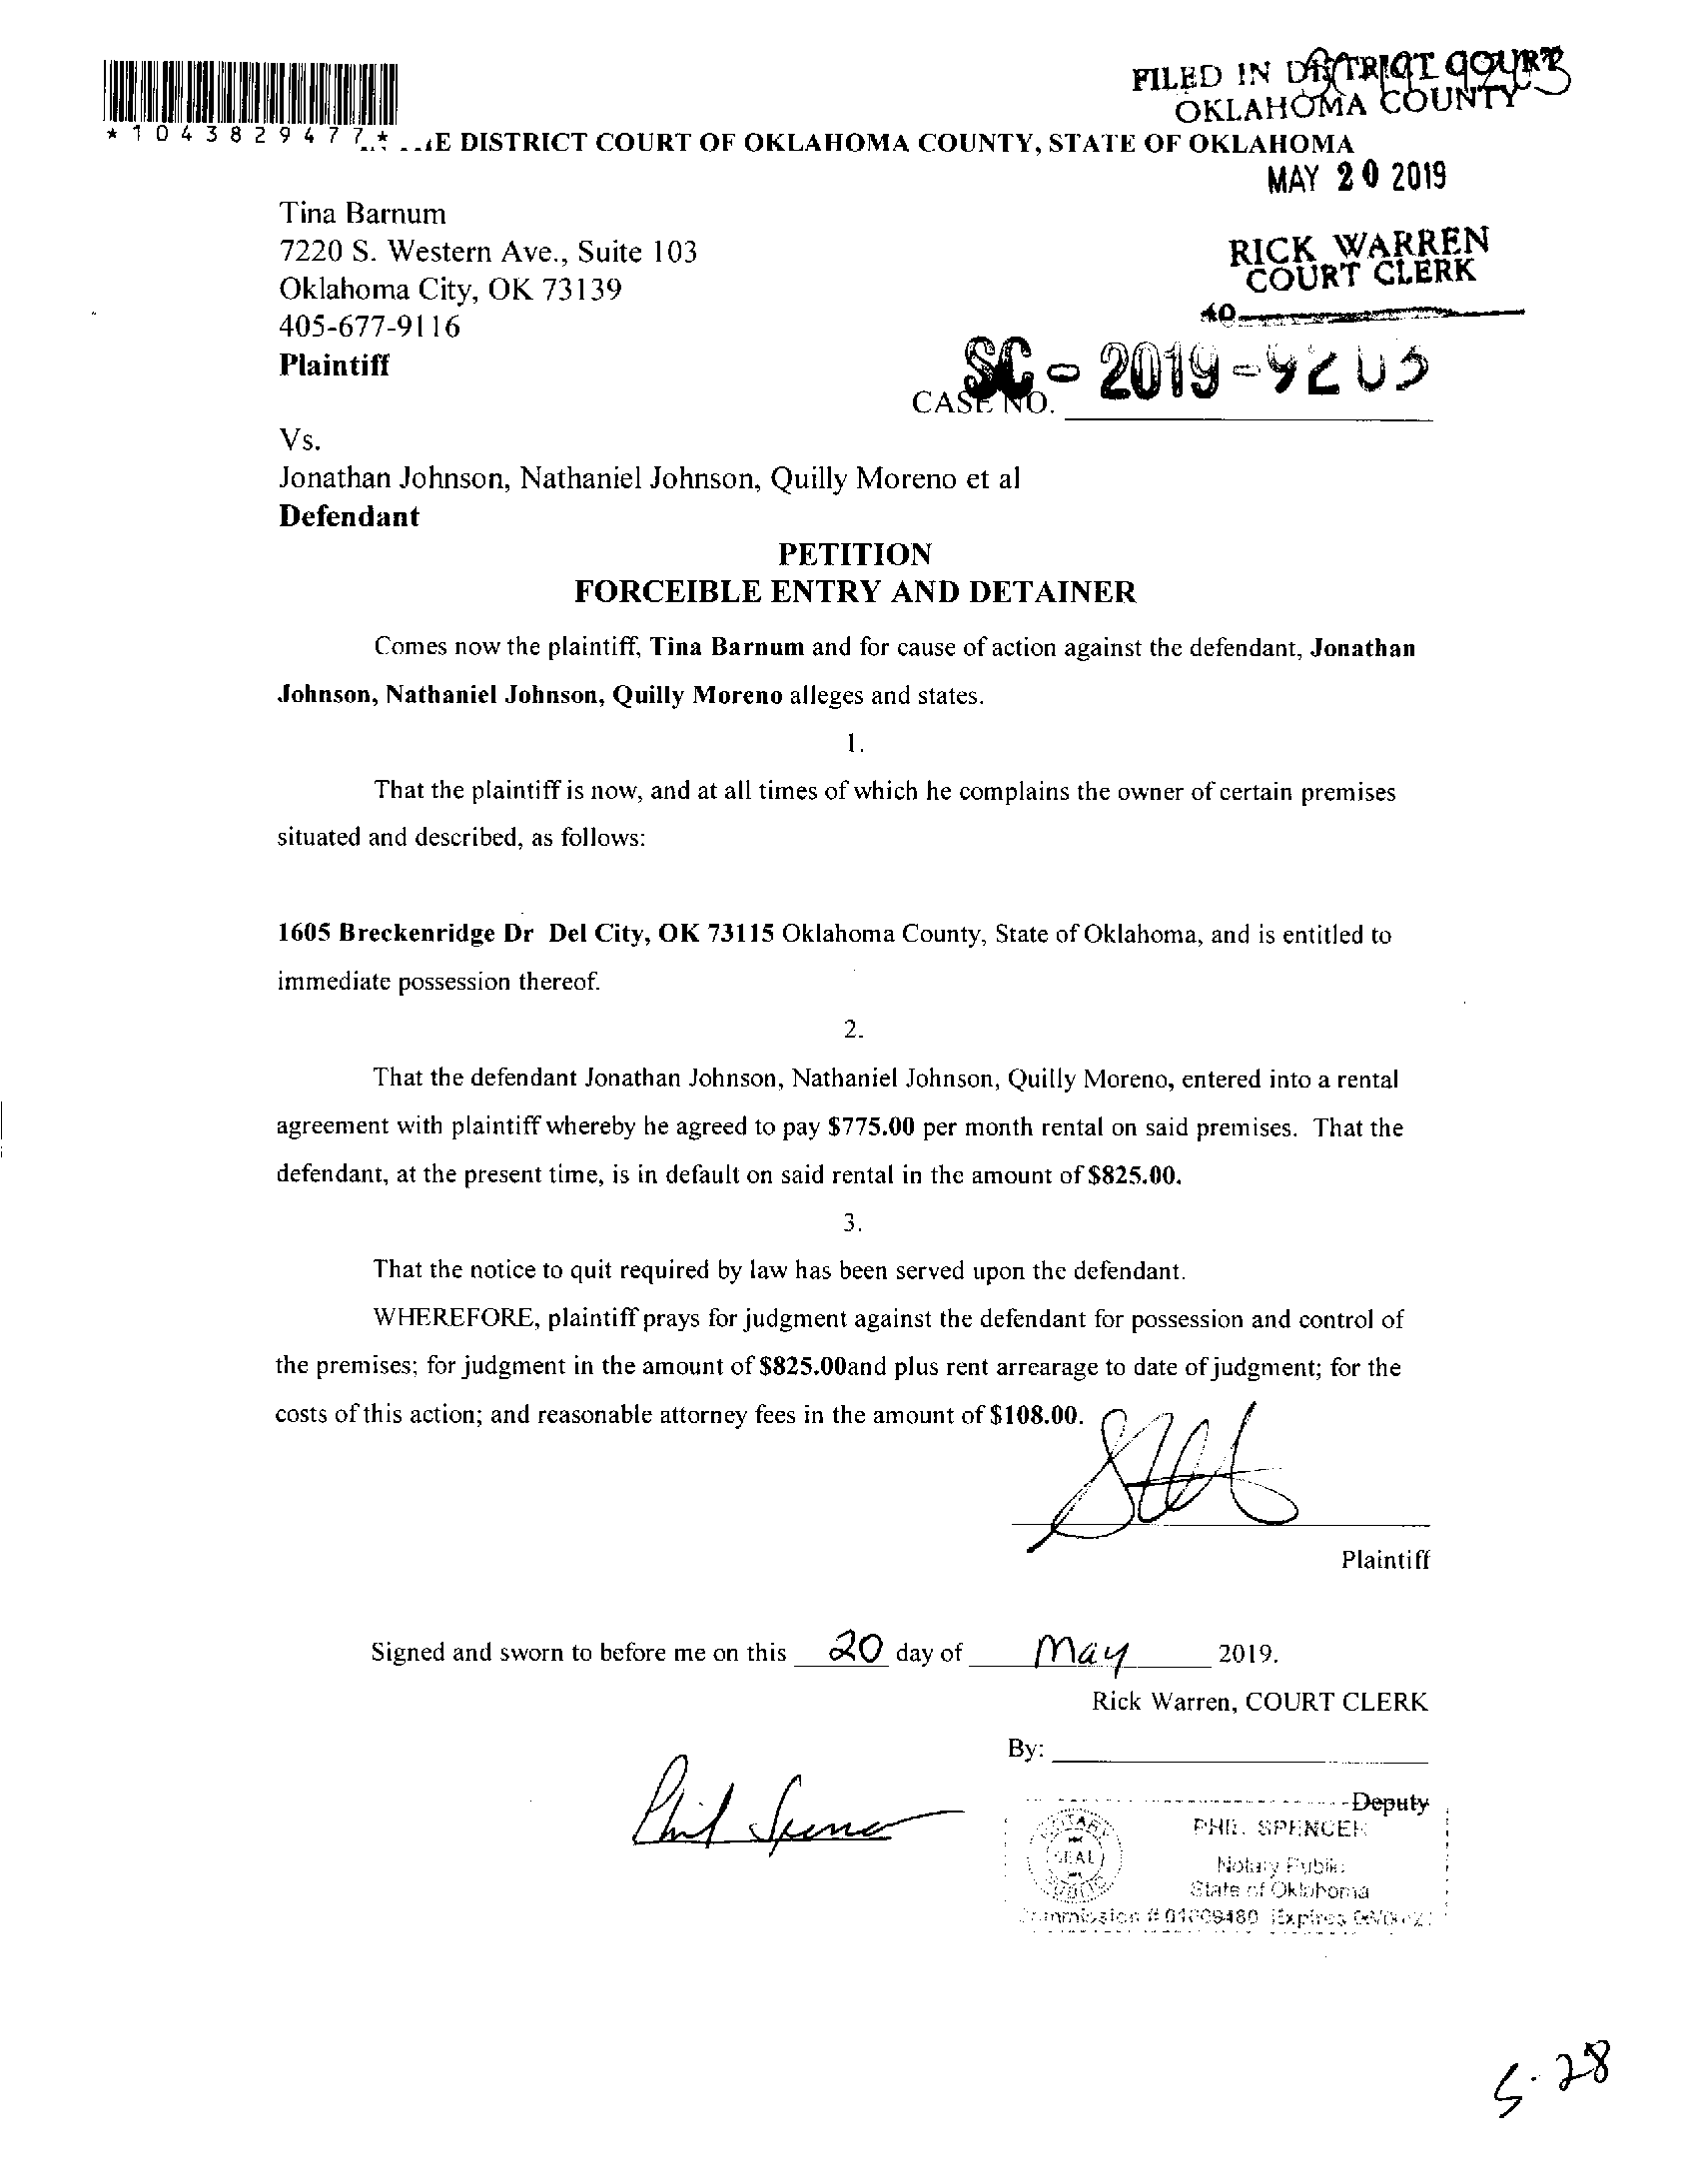 FILED IN DISTRICT COURT
OKLAHOMA COUNTY
*1043829477*
E DISTRICT COURT OF OKLAHOMA COUNTY, STATE OF OKLAHOMA
MAY 20 2019
Tina Barnum
7220 S. Western Ave., Suite 103
Oklahoma City, OK 73139
405-677-9116
Plaintiff
RICK WARREN
COURT CLERK
40
SC - 2019 - 9203
CASE NO.
Vs.
Jonathan Johnson, Nathaniel Johnson, Quilly Moreno et al
Defendant
PETITION
FORCEIBLE ENTRY AND DETAINER
Comes now the plaintiff, Tina Barnum and for cause of action against the defendant, Jonathan
Johnson, Nathaniel Johnson, Quilly Moreno alleges and states.
1.
That the plaintiff is now, and at all times of which he complains the owner of certain premises
situated and described, as follows:
1605 Breckenridge Dr Del City, OK 73115 Oklahoma County, State of Oklahoma, and is entitled to
immediate possession thereof.
2.
That the defendant Jonathan Johnson, Nathaniel Johnson, Quilly Moreno, entered into a rental
agreement with plaintiff whereby he agreed to pay $775.00 per month rental on said premises. That the
defendant, at the present time, is in default on said rental in the amount of $825.00.
3.
That the notice to quit required by law has been served upon the defendant.
WHEREFORE, plaintiff prays for judgment against the defendant for possession and control of
the premises; for judgment in the amount of $825.00and plus rent arrearage to date of judgment; for the
costs of this action; and reasonable attorney fees in the amount of $108.00.
Plaintiff
Signed and sworn to before me on this 20 day of May 2019.
Rick Warren, COURT CLERK
By:
Phil Spencer
Deputy
PHIL SPENCER
NOTARY
SEAL
PUBLIC
Notary Public
State of Oklahoma
Commission # 01009480 Expires
5-28